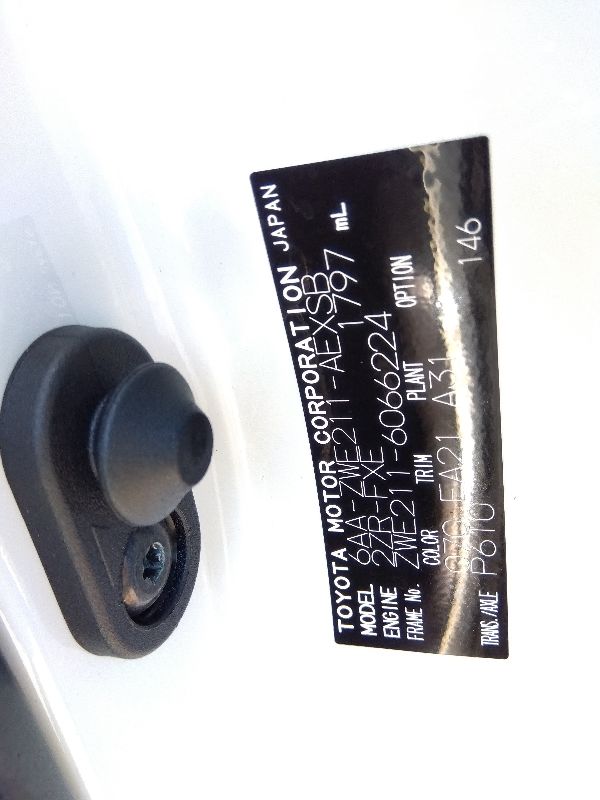 TOYOTA MOTOR CORPORATION JAPAN
MODEL 6AA-ZWE211-AEXSB
ENGINE 2ZR-FXE 1797 mL
FRAME No. ZWE211-6066224
COLOR TRIM PLANT OPTION
070 EA21 A31
TRANS./AXLE P610 146